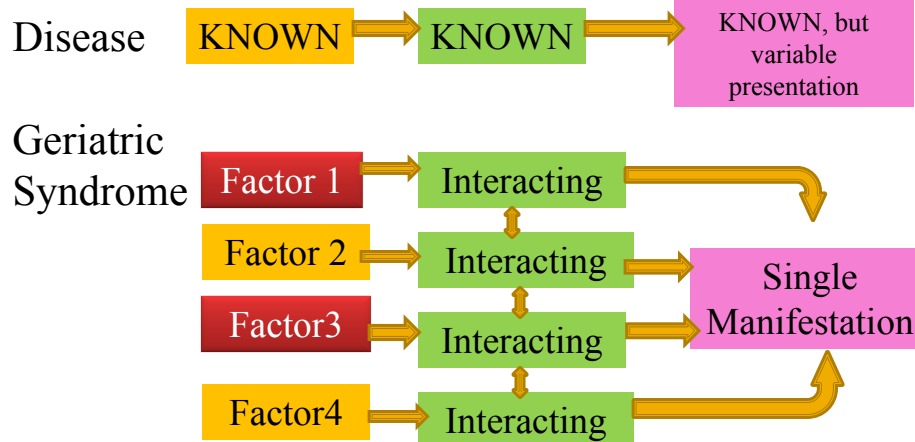 Disease
KNOWN
KNOWN
KNOWN, but
variable
presentation
Geriatric
Syndrome
Factor 1
Interacting
Factor 2
Interacting
Single
Manifestation
Factor3
Interacting
Factor4
Interacting